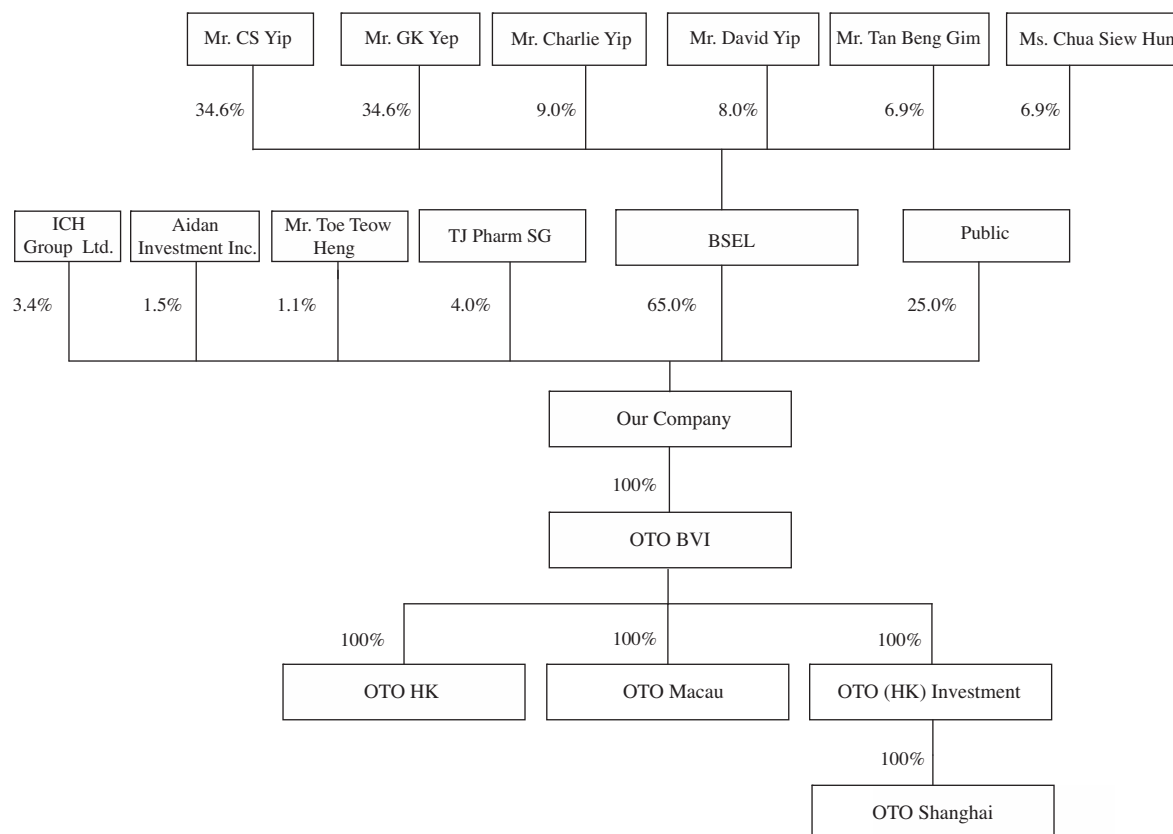 Mr. CS Yip
Mr. GK Yep
Mr. Charlie Yip
Mr. David Yip
Mr. Tan Beng Gim
Ms. Chua Siew Hun
34.6%
34.6%
9.0%
8.0%
6.9%
6.9%
ICH
Group Ltd.
Aidan
Investment Inc.
Mr. Toe Teow
Heng
TJ Pharm SG
BSEL
Public
3.4%
1.5%
1.1%
4.0%
65.0%
25.0%
Our Company
100%
OTO BVI
100%
100%
100%
OTO HK
OTO Macau
OTO (HK) Investment
100%
OTO Shanghai